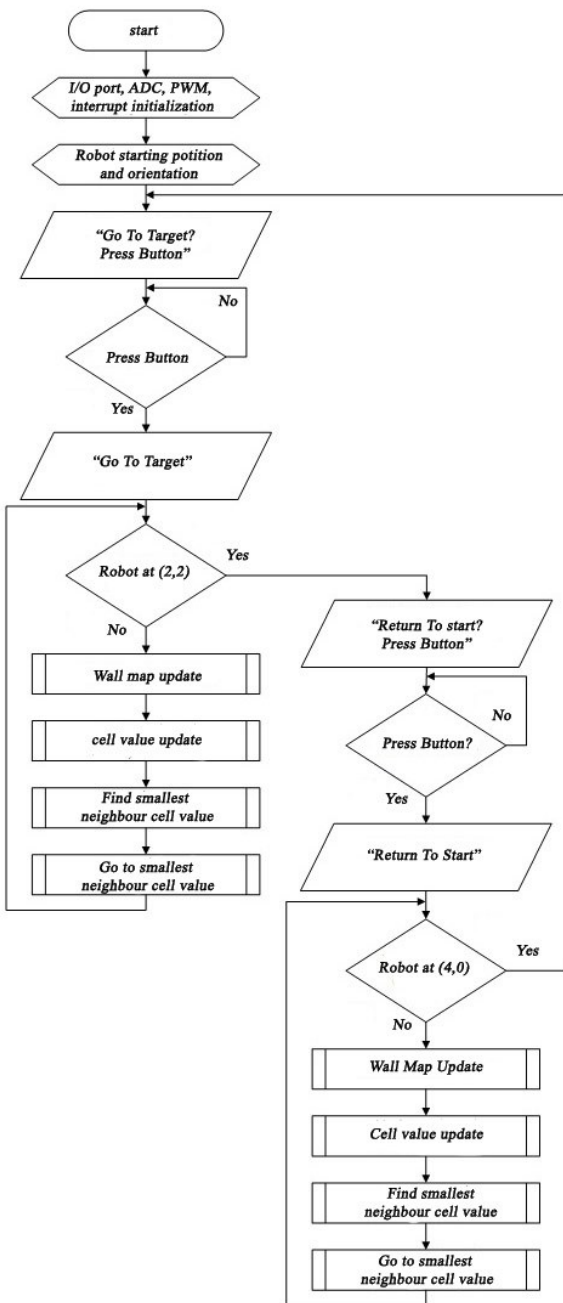 start
I/O port, ADC, PWM,
interrupt initialization
Robot starting potition
and orientation
“Go To Target?
Press Button”
No
Press Button
Yes
“Go To Target”
Robot at (2,2)
Yes
No
Wall map update
cell value update
Find smallest
neighbour cell value
Go to smallest
neighbour cell value
“Return To start?
Press Button”
No
Press Button?
Yes
“Return To Start”
Robot at (4,0)
Yes
No
Wall Map Update
Cell value update
Find smallest
neighbour cell value
Go to smallest
neighbour cell value